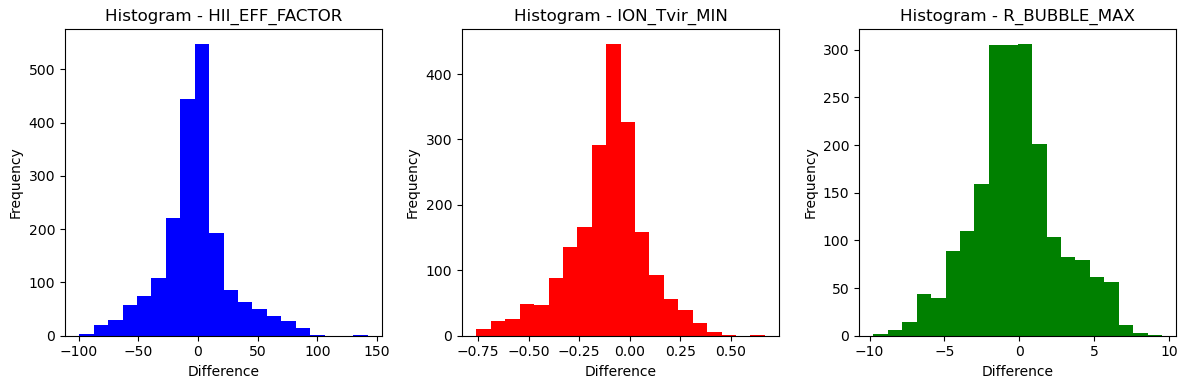 Histogram - HII_EFF_FACTOR
Frequency
500
400
300
200
100
0
−100 −50 0 50 100 150
Difference
Histogram - ION_Tvir_MIN
Frequency
400
300
200
100
0
−0.75 −0.50 −0.25 0.00 0.25 0.50
Difference
Histogram - R_BUBBLE_MAX
Frequency
300
250
200
150
100
50
0
−10 −5 0 5 10
Difference